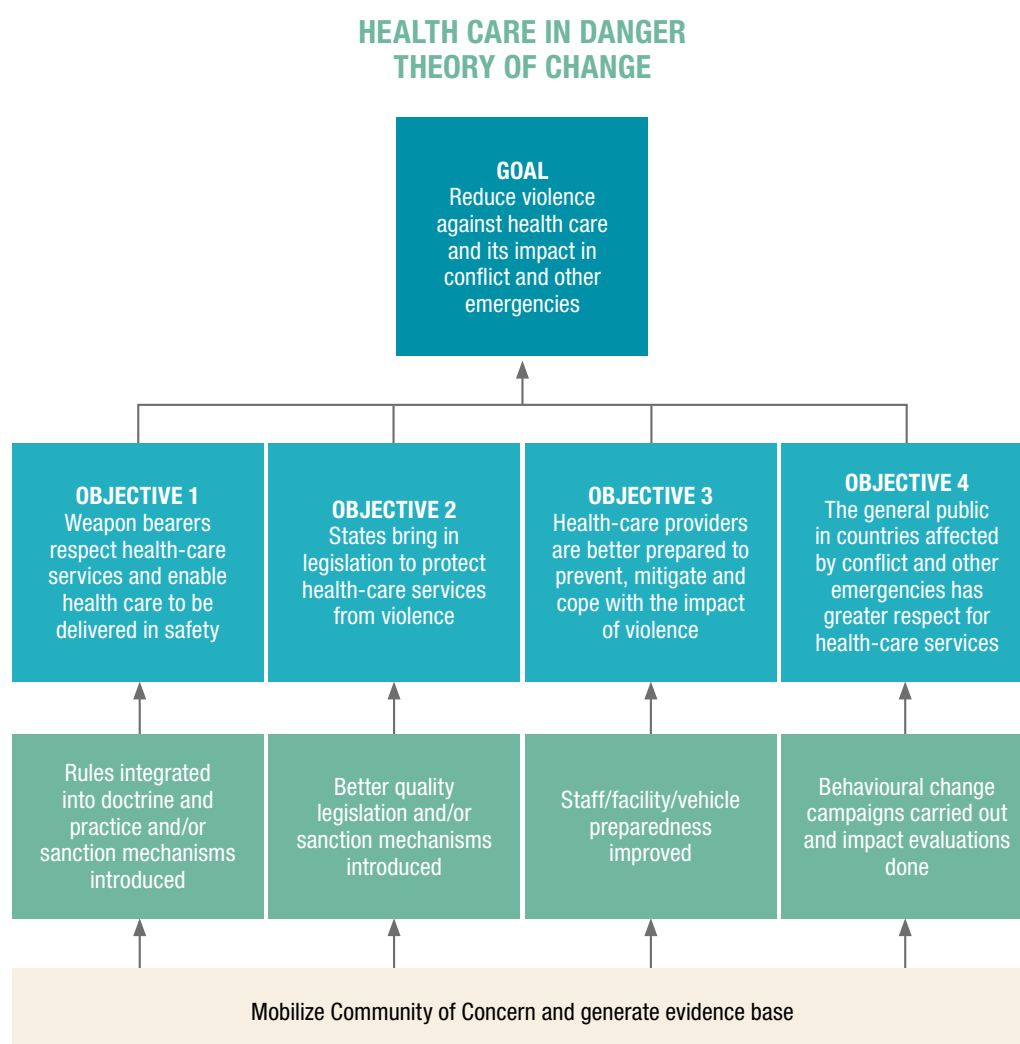 HEALTH CARE IN DANGER
THEORY OF CHANGE
GOAL
Reduce violence
against health care
and its impact in
conflict and other
emergencies
OBJECTIVE 1
Weapon bearers
respect health-care
services and enable
health care to be
delivered in safety
OBJECTIVE 2
States bring in
legislation to protect
health-care services
from violence
OBJECTIVE 3
Health-care providers
are better prepared to
prevent, mitigate and
cope with the impact
of violence
OBJECTIVE 4
The general public
in countries affected
by conflict and other
emergencies has
greater respect for
health-care services
Rules integrated
into doctrine and
practice and/or
sanction mechanisms
introduced
Better quality
legislation and/or
sanction mechanisms
introduced
Staff/facility/vehicle
preparedness
improved
Behavioural change
campaigns carried out
and impact evaluations
done
Mobilize Community of Concern and generate evidence base